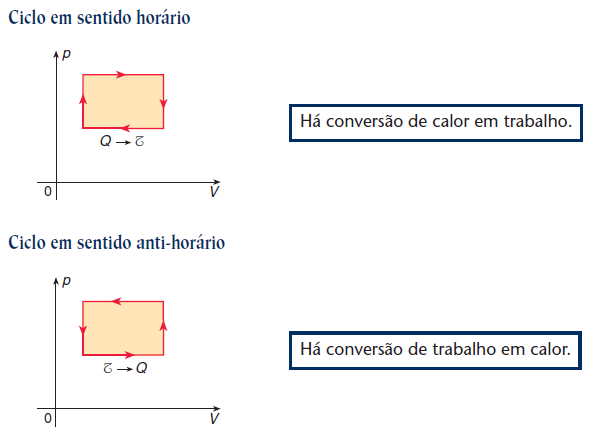 Ciclo em sentido horário
p
Há conversão de calor em trabalho.
Q → 𝒯
0
V
Ciclo em sentido anti-horário
p
Há conversão de trabalho em calor.
𝒯 → Q
0
V